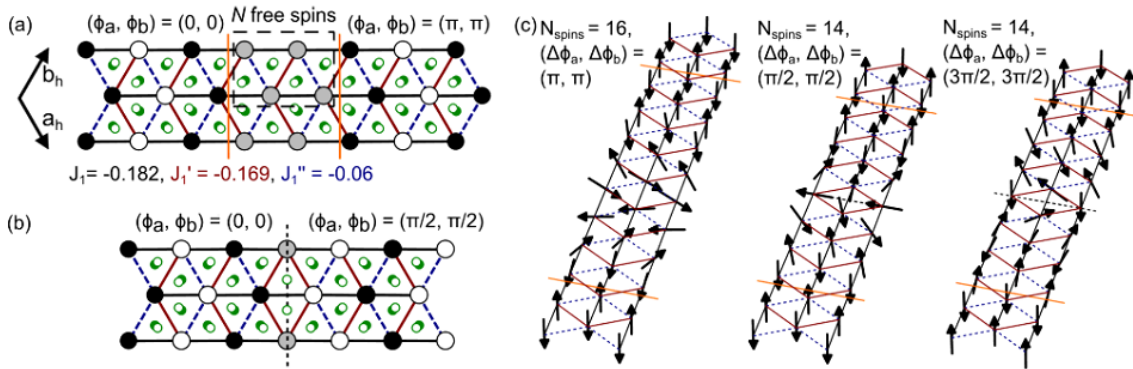 (a)
(ϕa, ϕb) = (0, 0)
N free spins
(ϕa, ϕb) = (π, π)
bh
ah
J1= -0.182, J1' = -0.169, J1'' = -0.06
(b)
(ϕa, ϕb) = (0, 0)
(ϕa, ϕb) = (π/2, π/2)
(c)
Nspins = 16,
(Δϕa, Δϕb) =
(π, π)
Nspins = 14,
(Δϕa, Δϕb) =
(π/2, π/2)
Nspins = 14,
(Δϕa, Δϕb) =
(3π/2, 3π/2)